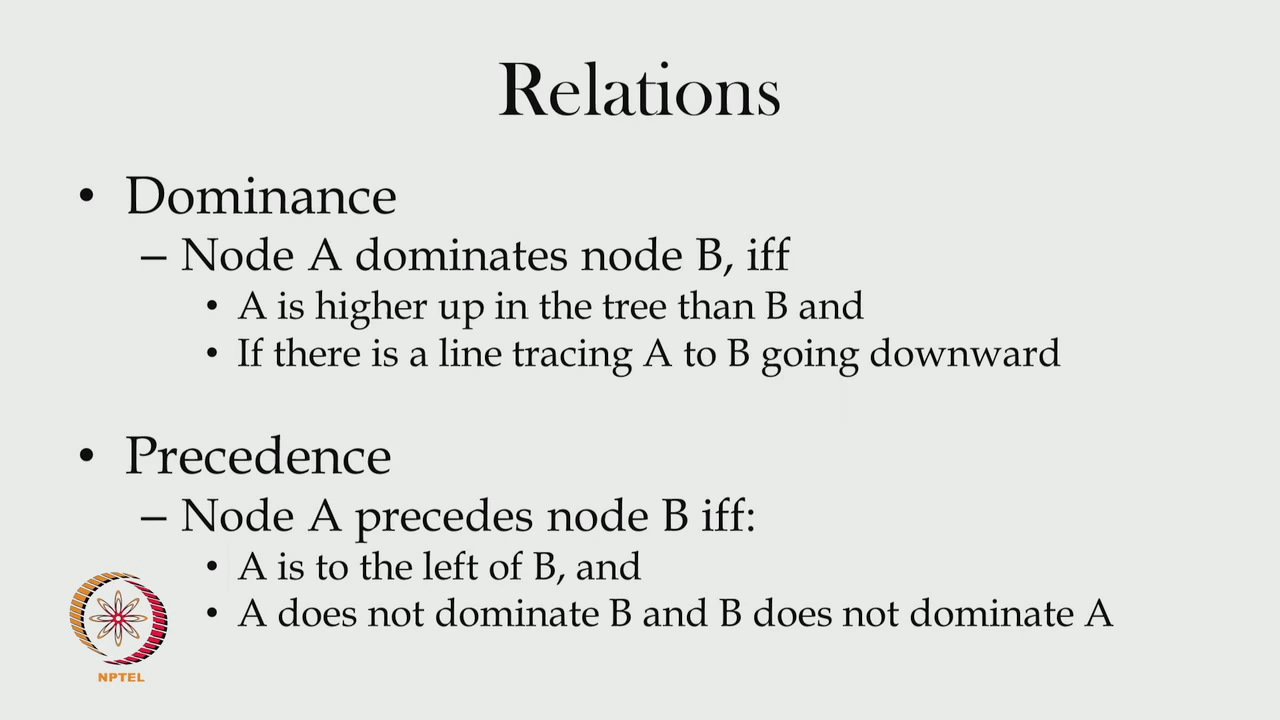 Relations
• Dominance
– Node A dominates node B, iff
• A is higher up in the tree than B and
• If there is a line tracing A to B going downward
• Precedence
– Node A precedes node B iff:
• A is to the left of B, and
• A does not dominate B and B does not dominate A
NPTEL